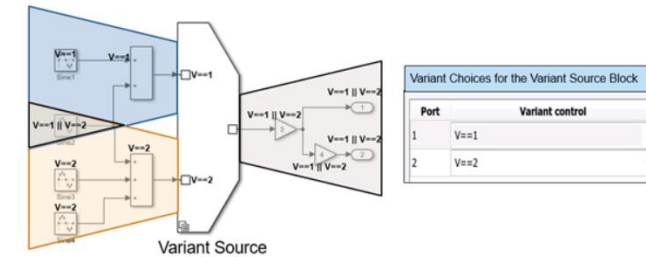 V==1
Sine1
V==1
V==1
V==1 || V==2
Sine2
V==2
V==2
Sine3
V==2
V==2
Sine4
Variant Source
V==1 || V==2
3
V==1 || V==2
1
V==1 || V==2
4
2
V==1 || V==2
Variant Choices for the Variant Source Block
Port Variant control
1 V==1
2 V==2